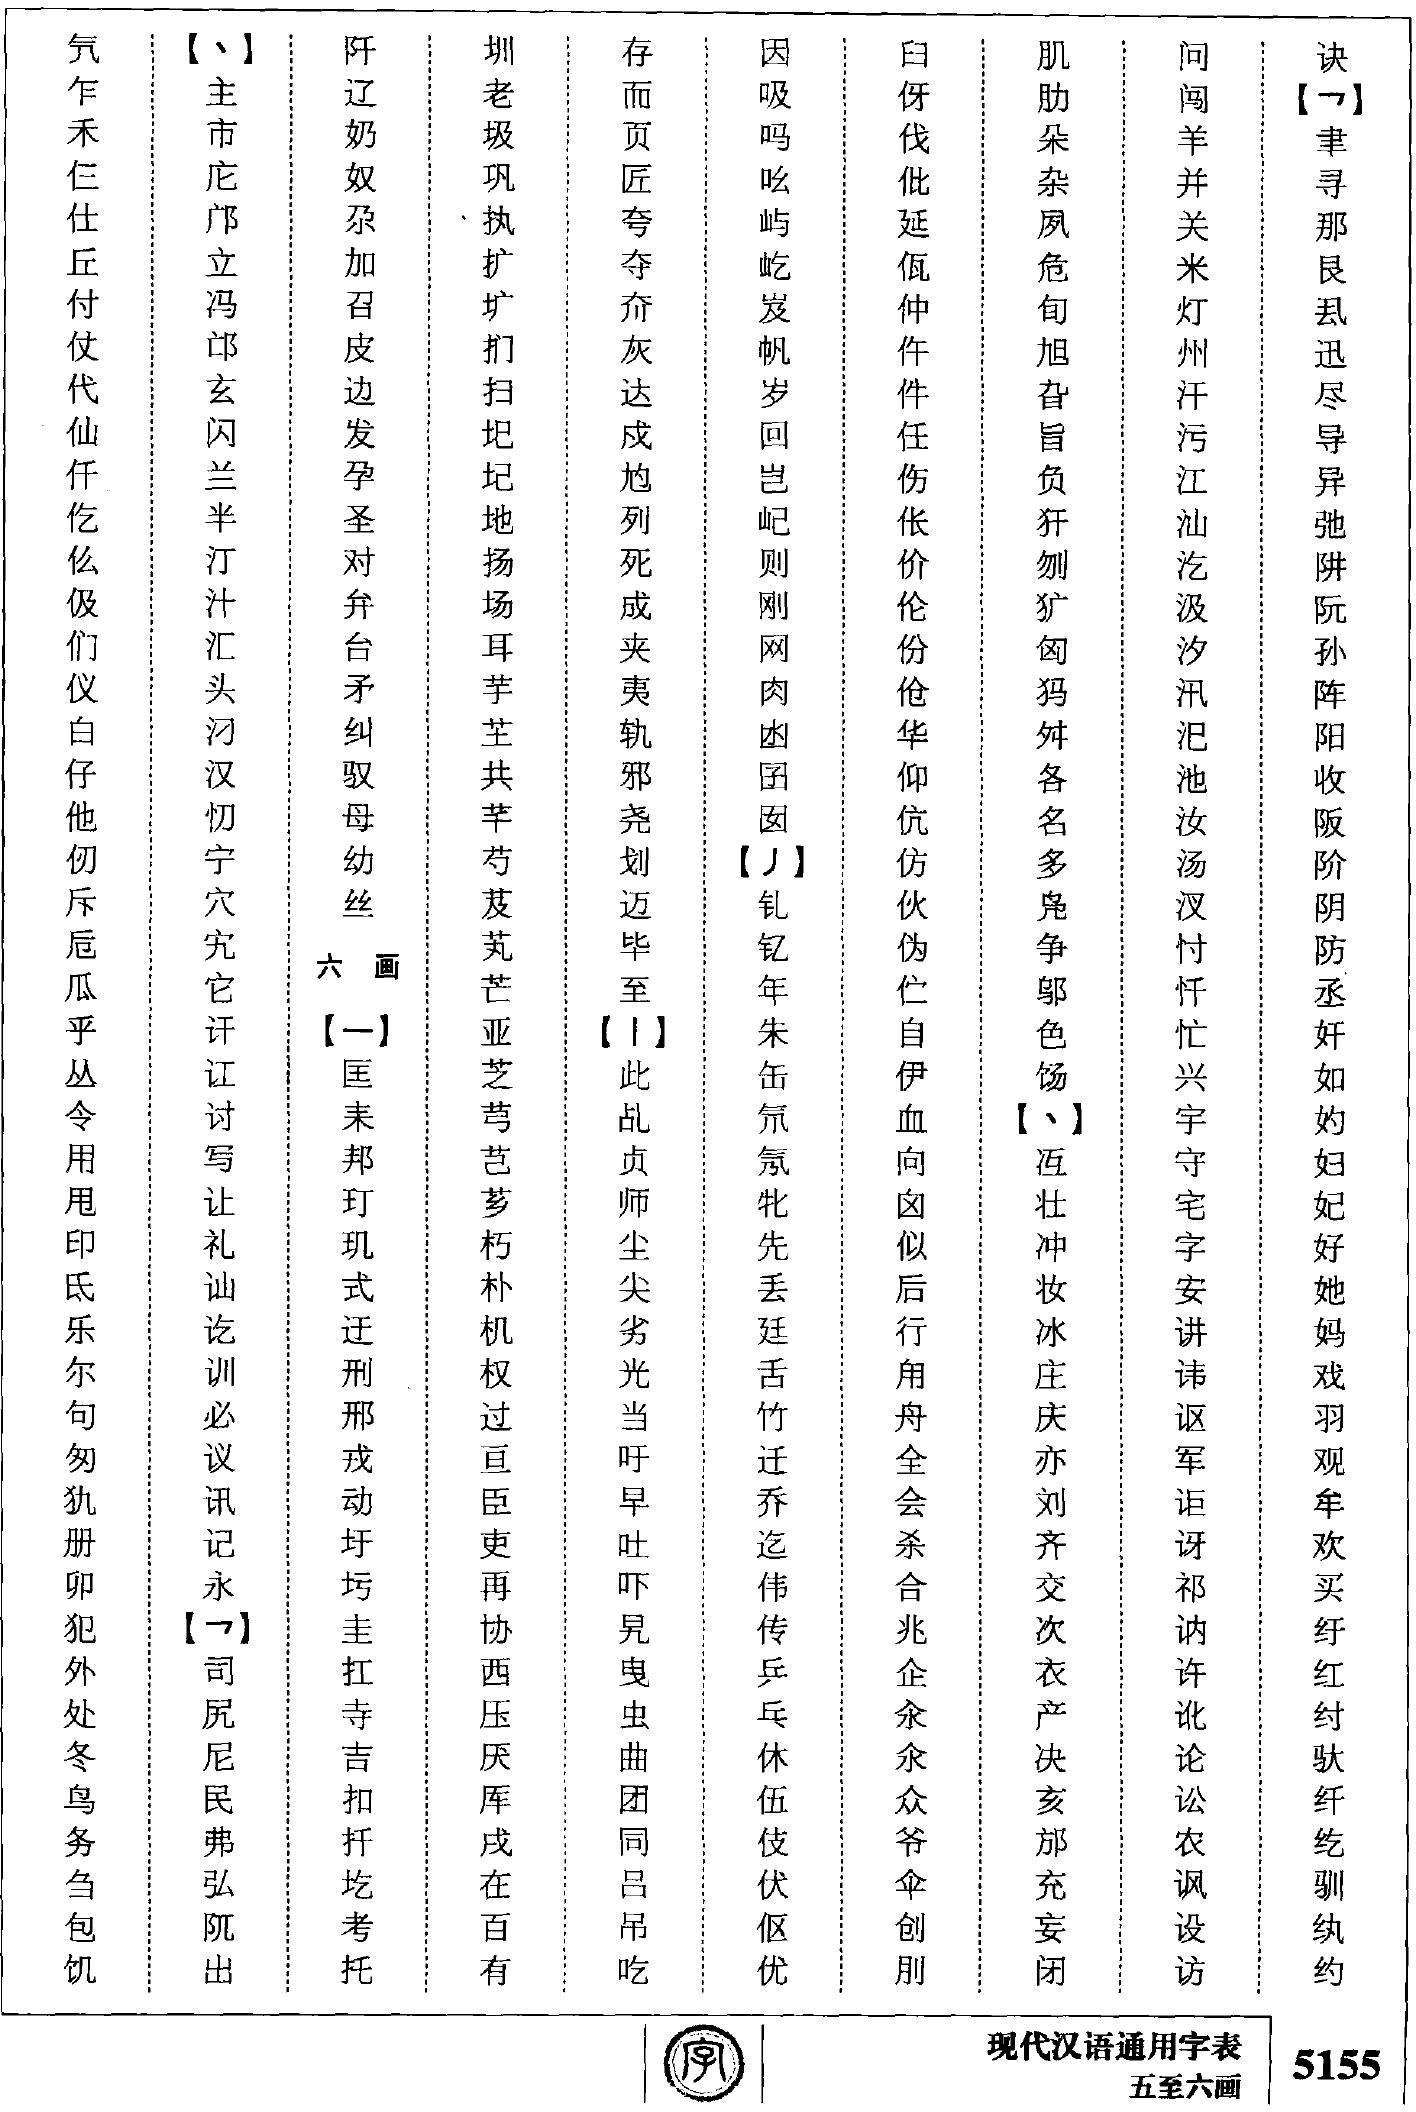 氕乍禾仨仕丘付仗代仙仟仡仫伋们仪白仔他仞斥卮瓜乎丛令用甩印氐乐尔句匆犰册卯犯外处冬鸟务刍包饥
【丶】主市庀邝立冯邙玄闪兰半汀汁汇头汈汉忉宁穴宄它讦讧讨写让礼讪讫训必议讯记永【乛】司尻尼民弗弘阢出
阡辽奶奴尕加召皮边发孕圣对弁台矛纠驭母幼丝
六 画
【一】匡耒邦玎玑式迂刑邢戎动圩圬圭扛寺吉扣扦圪考托
圳老圾巩执扩圹扪扫圯圮地扬场耳芋芏共芊芍芨芄芒亚芝芎芑芗朽朴机权过亘臣吏再协西压厌厍戌在百有
存而页匠夸夺夼灰达戍尥列死成夹夷轨邪尧划迈毕至【丨】此乩贞师尘尖劣光当吁早吐吓旯曳虫曲团同吕吊吃
因吸吗吆屿屹岌帆岁回岂屺则刚网肉凼囝囡【丿】钆钇年朱缶氘氖牝先丢廷舌竹迁乔迄伟传乒乓休伍伎伏伛优
臼伢伐仳延佤仲仵件任伤伥价伦份伧华仰伉仿伙伪伫自伊血向囟似后行甪舟全会杀合兆企汆氽众爷伞创刖
肌肋朵杂夙危旬旭旮旨负犴刎犷匈犸舛各名多凫争邬色饧【丶】冱壮冲妆冰庄庆亦刘齐交次衣产决亥邡充妄闭
问闯羊并关米灯州汗污江汕汔汲汐汛汜池汝汤汊忖忏忙兴宇守宅字安讲讳讴军讵讶祁讷许讹论讼农讽设访
诀【乛】聿寻那艮厾迅尽导异弛阱阮孙阵阳收阪阶阴防丞奸如妁妇妃好她妈戏羽观牟欢买纡红纣驮纤纥驯纨约
字
现代汉语通用字表
五至六画
5155